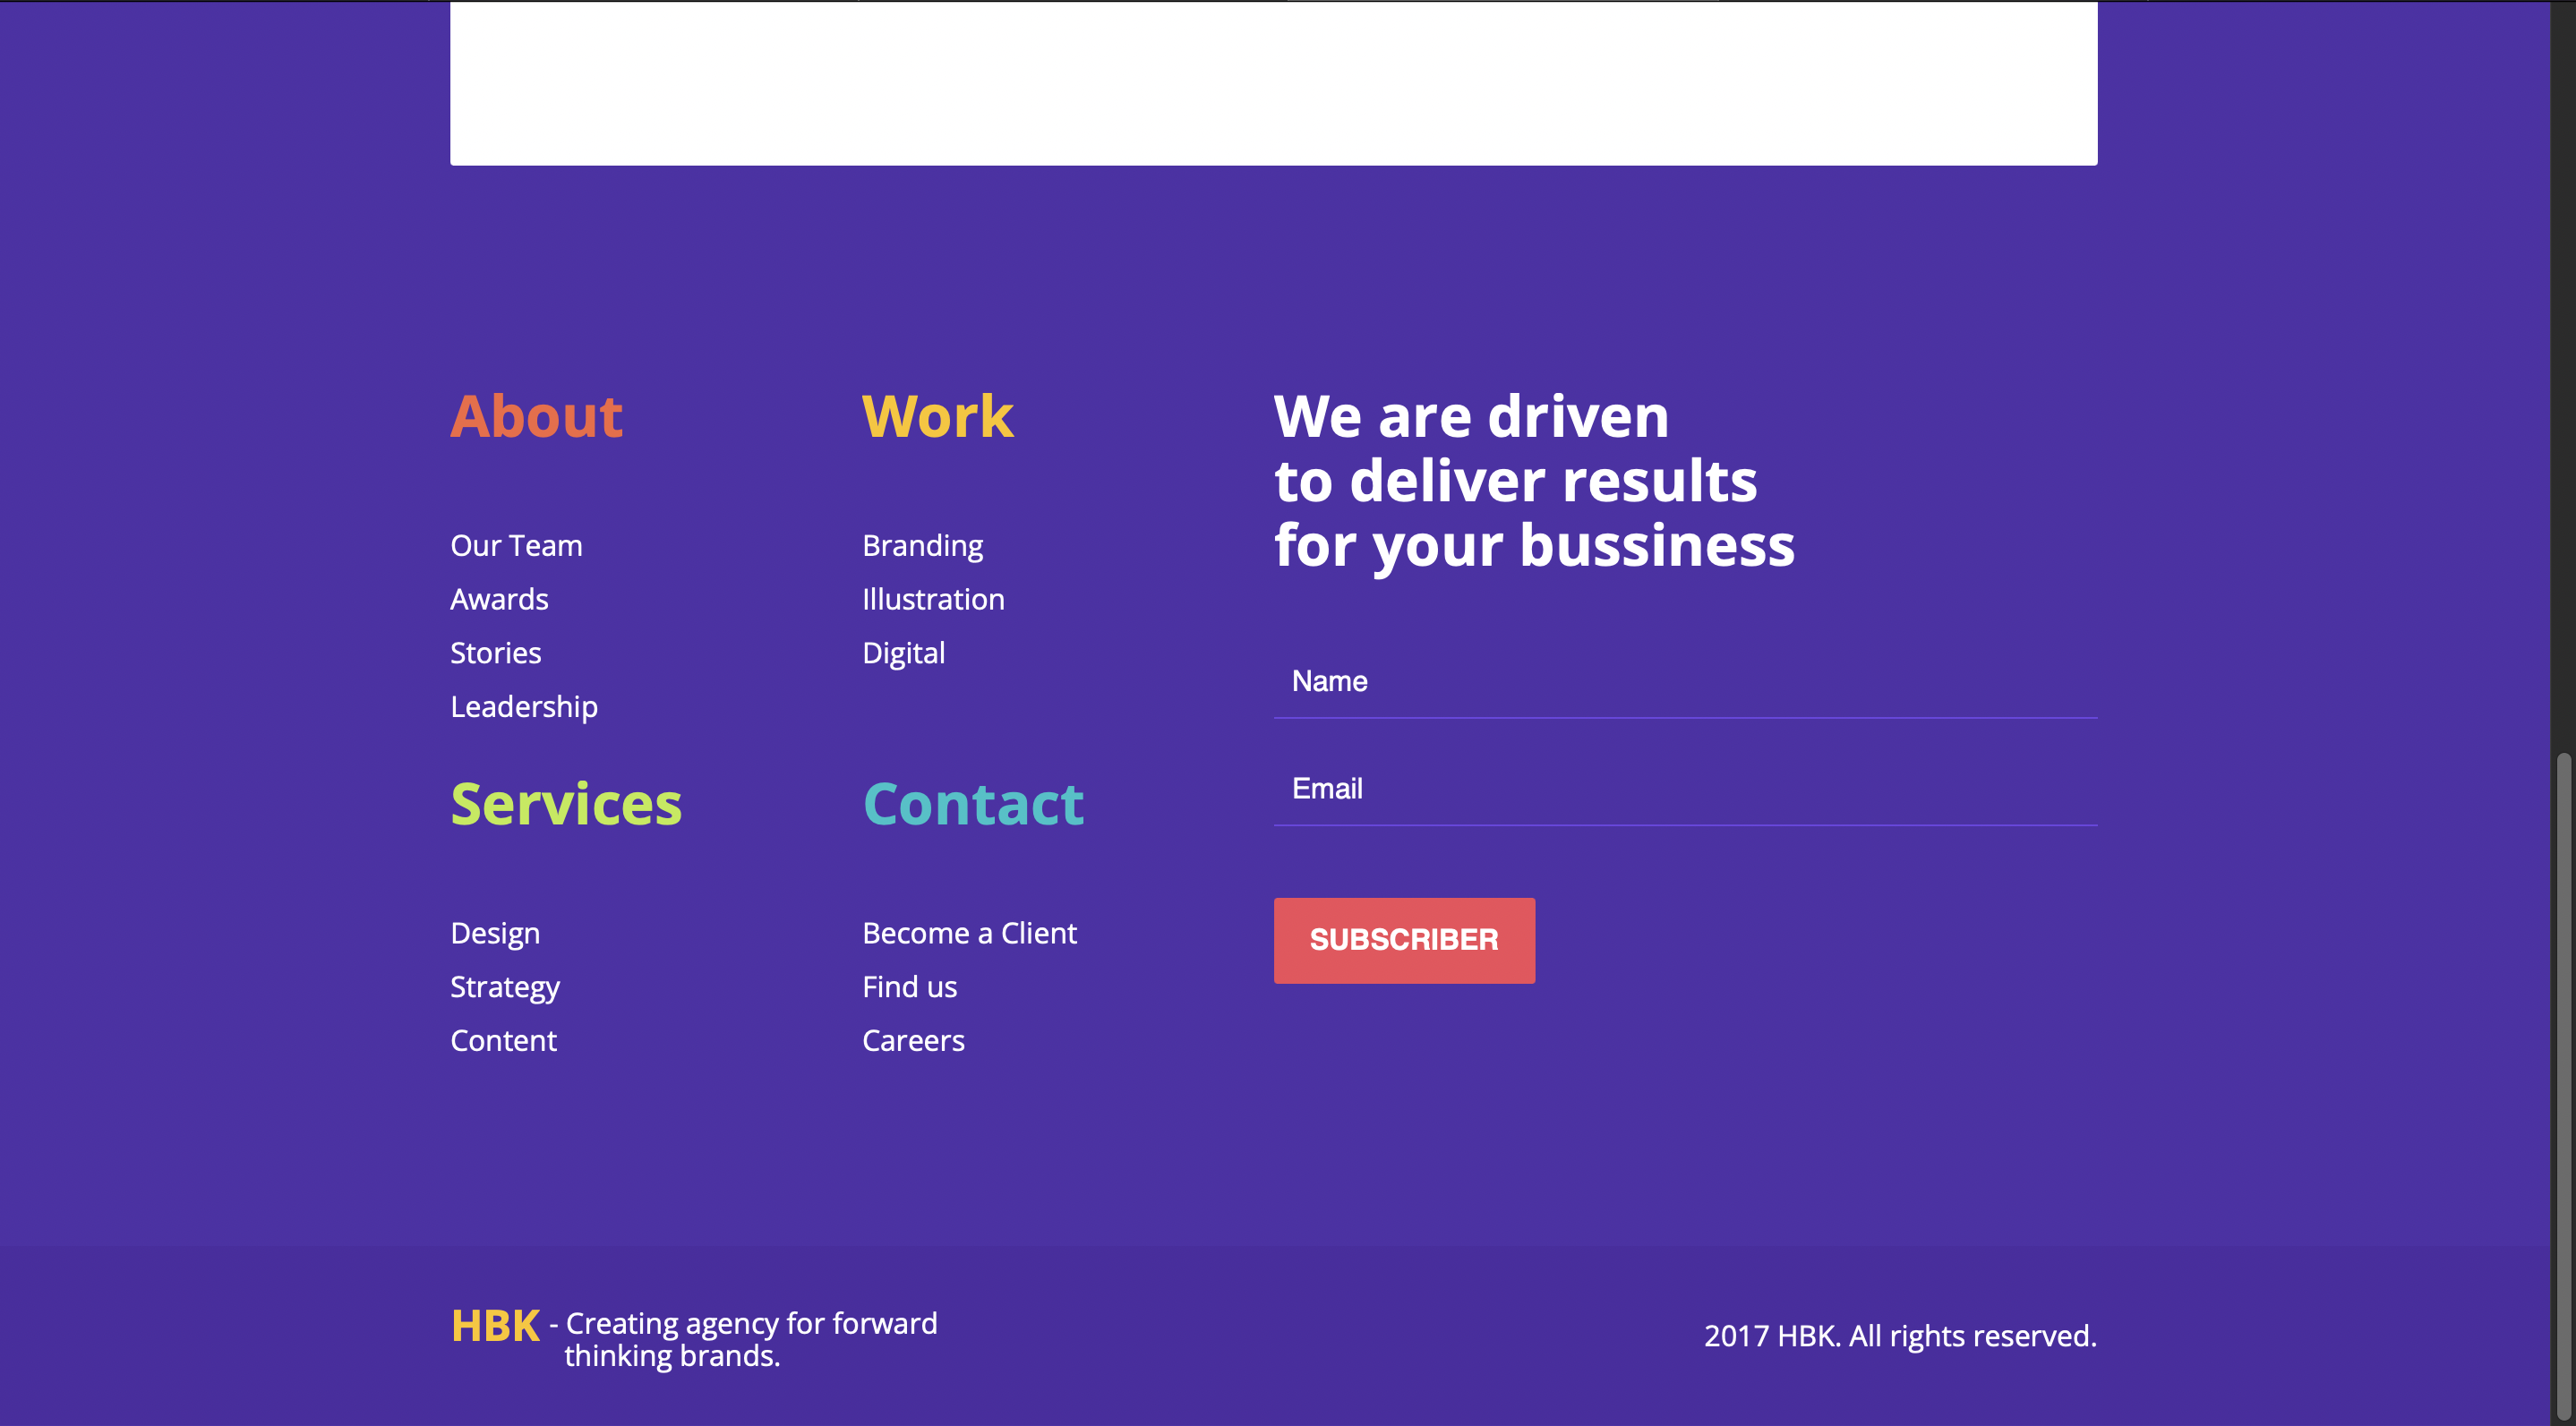 About
Our Team
Awards
Stories
Leadership
Work
Branding
Illustration
Digital
Services
Design
Strategy
Content
Contact
Become a Client
Find us
Careers
We are driven
to deliver results
for your bussiness
Name
Email
SUBSCRIBER
HBK - Creating agency for forward
thinking brands.
2017 HBK. All rights reserved.